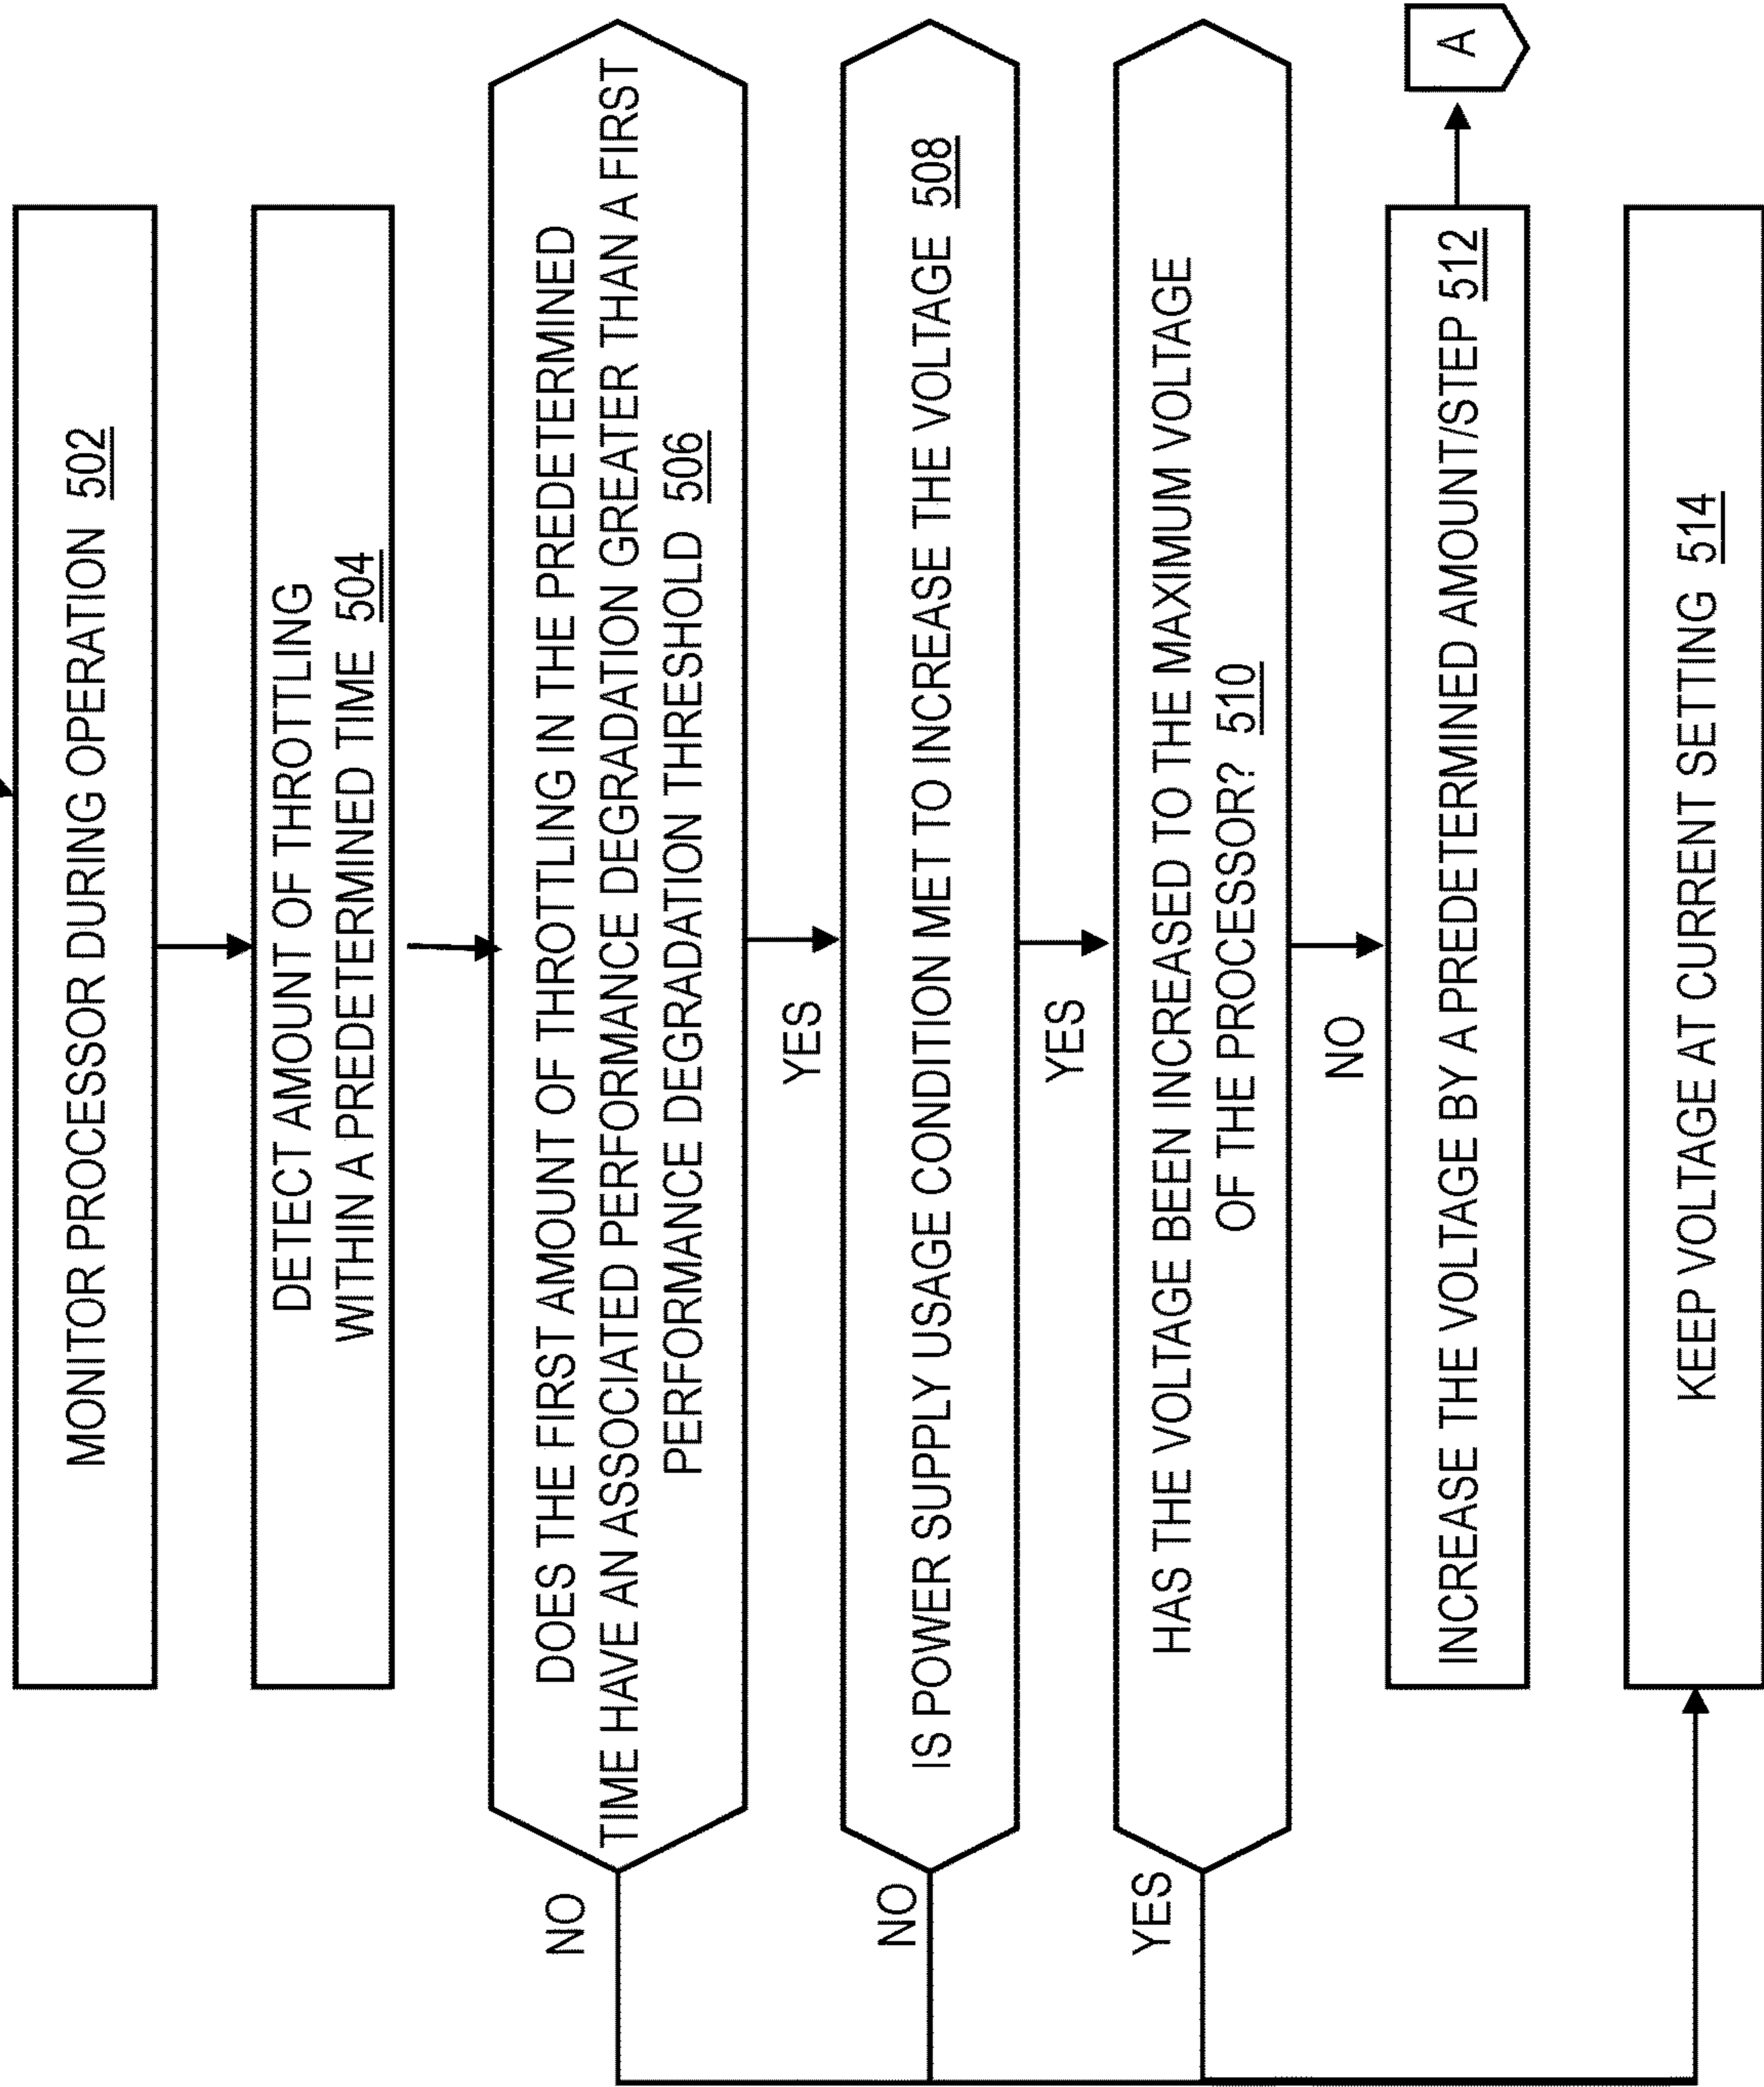 MONITOR PROCESSOR DURING OPERATION 502
DETECT AMOUNT OF THROTTLING
WITHIN A PREDETERMINED TIME 504
DOES THE FIRST AMOUNT OF THROTTLING IN THE PREDETERMINED
TIME HAVE AN ASSOCIATED PERFORMANCE DEGRADATION GREATER THAN A FIRST
PERFORMANCE DEGRADATION THRESHOLD 506
NO
YES
IS POWER SUPPLY USAGE CONDITION MET TO INCREASE THE VOLTAGE 508
NO
YES
HAS THE VOLTAGE BEEN INCREASED TO THE MAXIMUM VOLTAGE
OF THE PROCESSOR? 510
YES
NO
INCREASE THE VOLTAGE BY A PREDETERMINED AMOUNT/STEP 512
A
KEEP VOLTAGE AT CURRENT SETTING 514